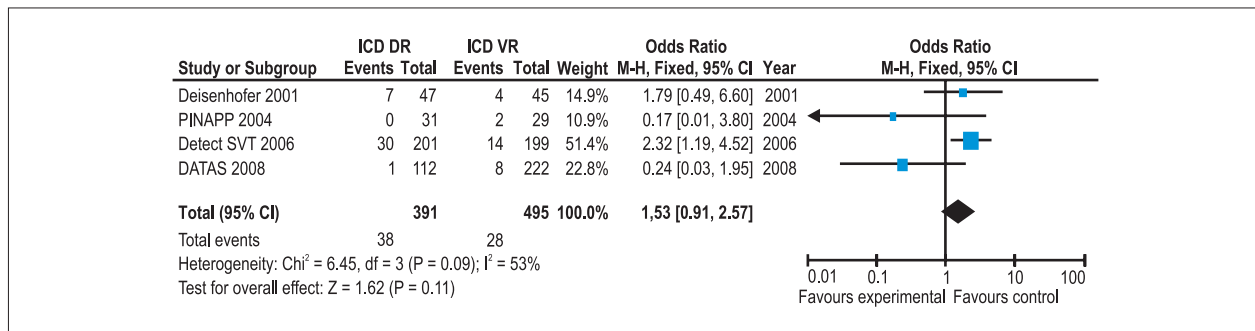 ICD DR ICD VR Odds Ratio Odds Ratio
Study or Subgroup Events Total Events Total Weight M-H, Fixed, 95% CI Year M-H, Fixed, 95% CI
Deisenhofer 2001 7 47 4 45 14.9% 1.79 [0.49, 6.60] 2001
PINAPP 2004 0 31 2 29 10.9% 0.17 [0.01, 3.80] 2004
Detect SVT 2006 30 201 14 199 51.4% 2.32 [1.19, 4.52] 2006
DATAS 2008 1 112 8 222 22.8% 0.24 [0.03, 1.95] 2008
Total (95% CI) 391 495 100.0% 1,53 [0.91, 2.57]
Total events 38 28
Heterogeneity: Chi² = 6.45, df = 3 (P = 0.09); I² = 53%
Test for overall effect: Z = 1.62 (P = 0.11)
0.01 0.1 1 10 100
Favours experimental Favours control